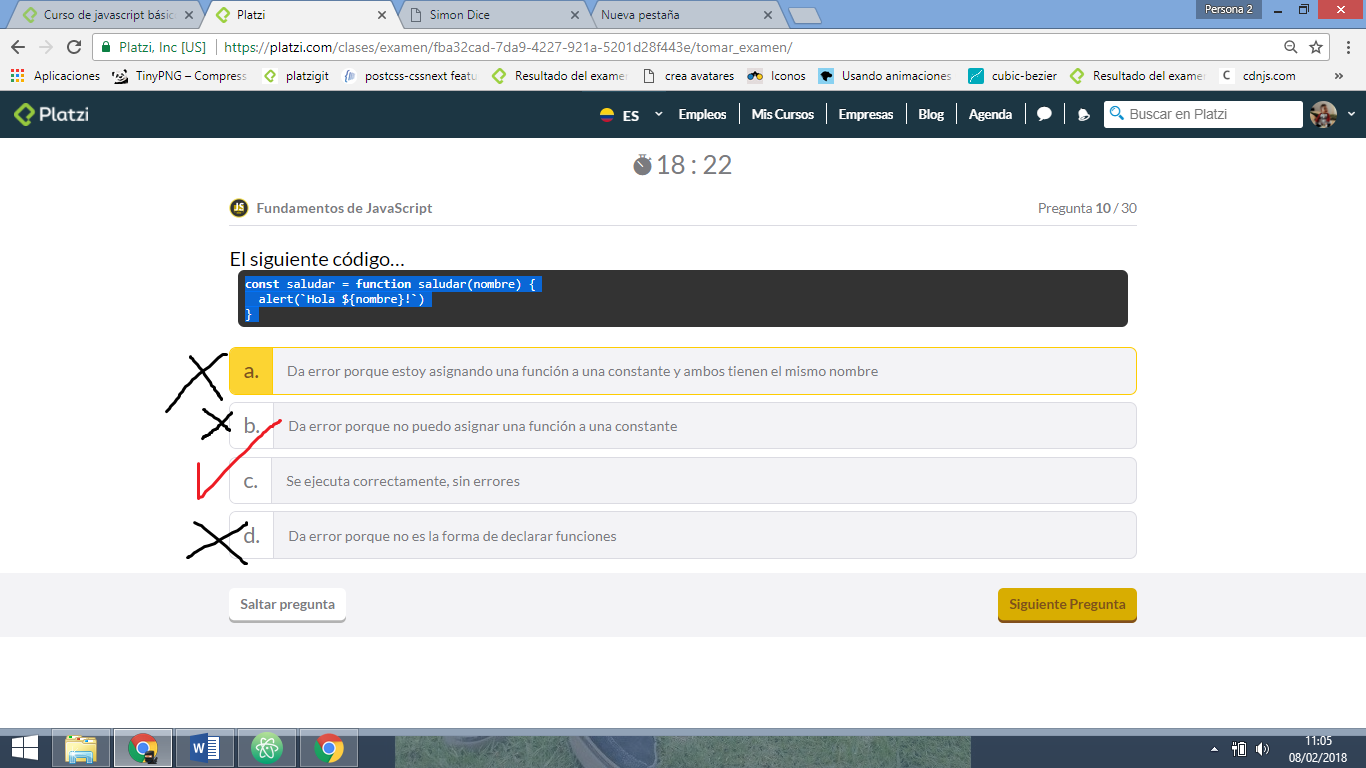 Curso de javascript básic
Platzi
Simon Dice
Nueva pestaña
Persona 2
Platzi, Inc [US]
https://platzi.com/clases/examen/fba32cad-7da9-4227-921a-5201d28f443e/tomar_examen/
Aplicaciones
TinyPNG – Compress
platzigit
postcss-cssnext featu
Resultado del exame
crea avatares
Iconos
Usando animaciones
cubic-bezier
Resultado del exame
cdnjs.com
»
Platzi
ES
Empleos
Mis Cursos
Empresas
Blog
Agenda
Buscar en Platzi
18 : 22
JS
Fundamentos de JavaScript
Pregunta 10 / 30
El siguiente código...
const saludar = function saludar(nombre) {
alert(`Hola ${nombre}!`)
}
a. Da error porque estoy asignando una función a una constante y ambos tienen el mismo nombre
b. Da error porque no puedo asignar una función a una constante
c. Se ejecuta correctamente, sin errores
d. Da error porque no es la forma de declarar funciones
Saltar pregunta
Siguiente Pregunta
11:05
08/02/2018